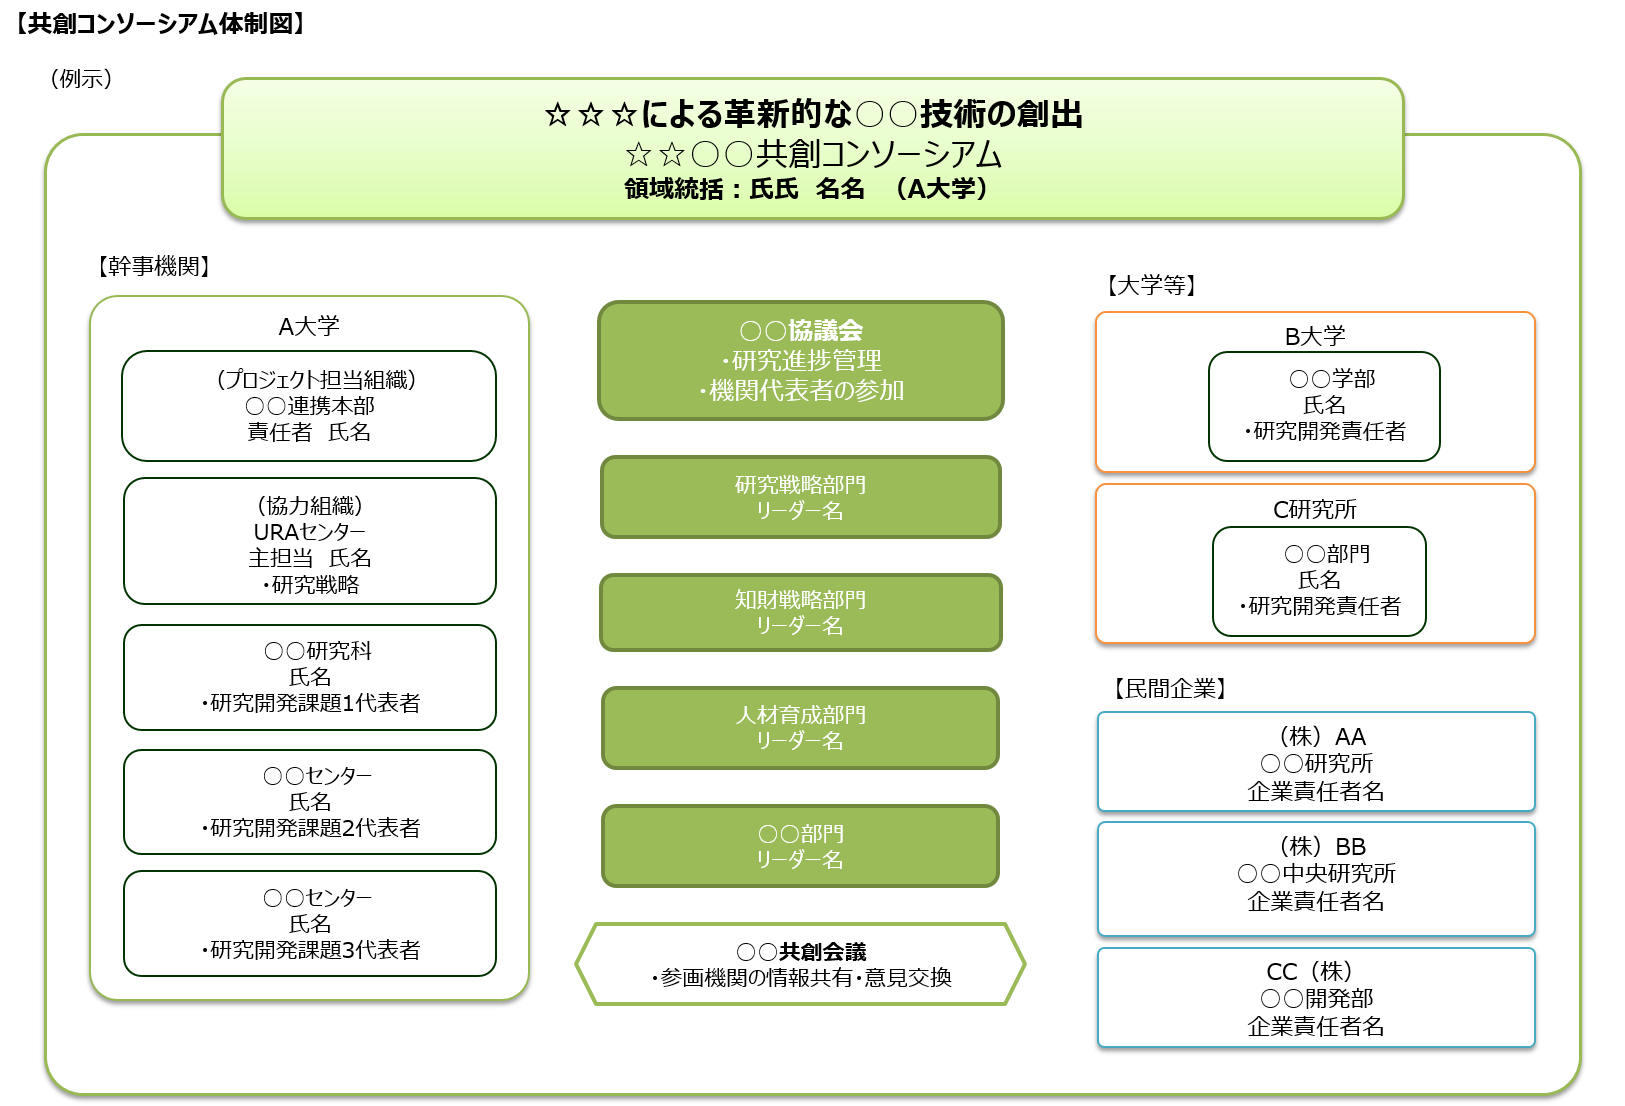 【共創コンソーシアム体制図】
（例示）
☆☆☆による革新的な○○技術の創出
☆☆○○共創コンソーシアム
領域統括：氏氏　名名　（A大学）
【幹事機関】
A大学
（プロジェクト担当組織）
○○連携本部
責任者　氏名
（協力組織）
URAセンター
主担当　氏名
・研究戦略
○○研究科
氏名
・研究開発課題1代表者
○○センター
氏名
・研究開発課題2代表者
○○センター
氏名
・研究開発課題3代表者
○○協議会
・研究進捗管理
・機関代表者の参加
研究戦略部門
リーダー名
知財戦略部門
リーダー名
人材育成部門
リーダー名
○○部門
リーダー名
○○共創会議
・参画機関の情報共有・意見交換
【大学等】
B大学
○○学部
氏名
・研究開発責任者
C研究所
○○部門
氏名
・研究開発責任者
【民間企業】
（株）AA
○○研究所
企業責任者名
（株）BB
○○中央研究所
企業責任者名
CC（株）
○○開発部
企業責任者名